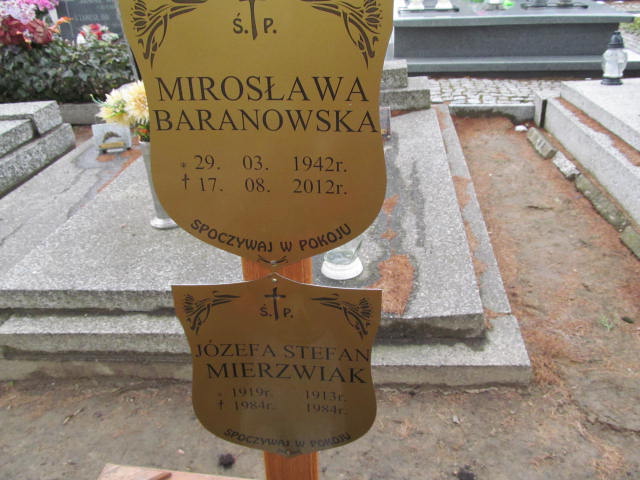 Ś. P.
MIROSŁAWA
BARANOWSKA
* 29. 03. 1942r.
† 17. 08. 2012r.
SPOCZYWAJ W POKOJU
Ś. P.
JÓZEFA STEFAN
MIERZWIAK
* 1919r. 1913r.
† 1984r. 1984r.
SPOCZYWAJ W POKOJU